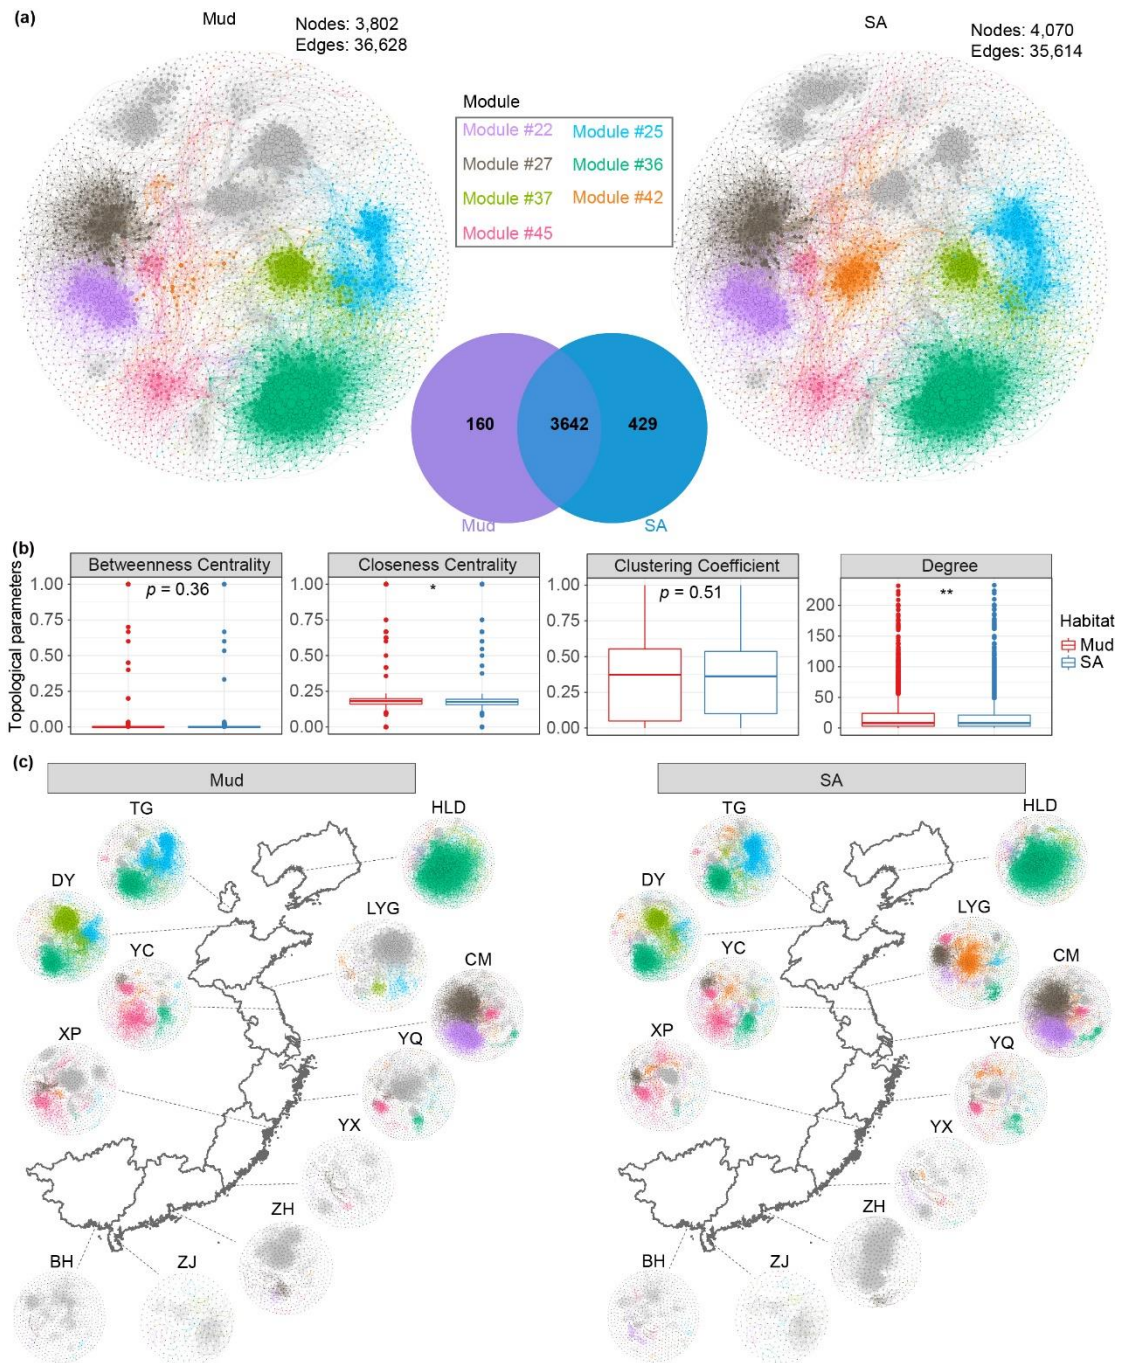 (a)
Mud
Nodes: 3,802
Edges: 36,628
SA
Nodes: 4,070
Edges: 35,614
Module
Module #22 Module #25
Module #27 Module #36
Module #37 Module #42
Module #45
160 3642 429
Mud SA
(b)
Betweenness Centrality Closeness Centrality Clustering Coefficient Degree
Topological parameters
1.00
0.75
0.50
0.25
0.00
p = 0.36
1.00
0.75
0.50
0.25
0.00
*
1.00
0.75
0.50
0.25
0.00
p = 0.51
200
150
100
50
0
**
Habitat
Mud
SA
(c)
Mud
TG
HLD
DY
LYG
YC
CM
XP
YQ
YX
ZH
BH
ZJ
SA
TG
HLD
DY
LYG
YC
CM
XP
YQ
YX
ZH
BH
ZJ